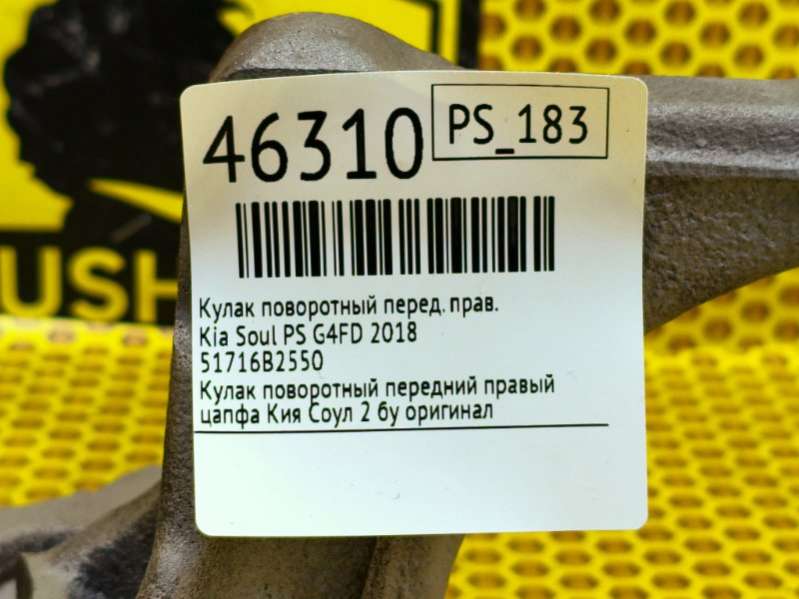 46310
PS_183
Кулак поворотный перед. прав.
Kia Soul PS G4FD 2018
51716B2550
Кулак поворотный передний правый
цапфа Кия Соул 2 бу оригинал
USH